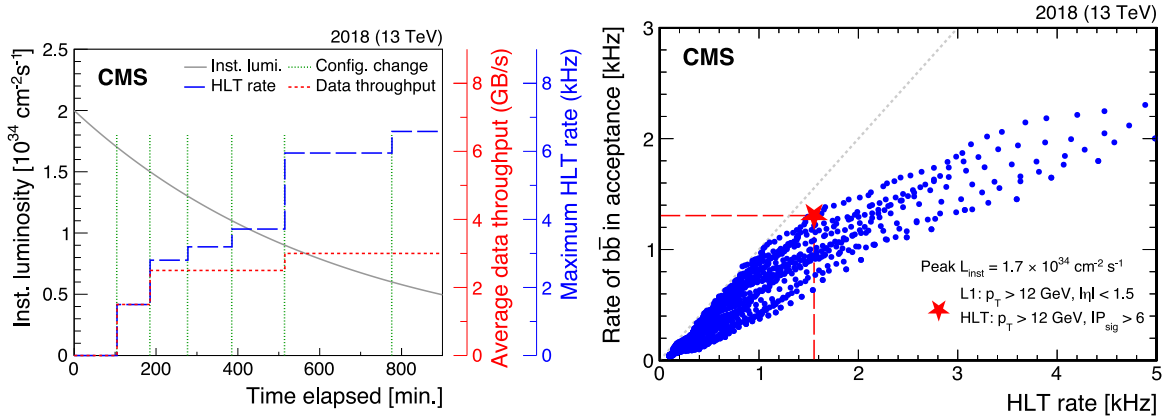 2018 (13 TeV)
CMS
Inst. lumi.
Config. change
HLT rate
Data throughput
2.5
2
1.5
1
0.5
0
Inst. luminosity [10³⁴ cm⁻²s⁻¹]
0 200 400 600 800
Time elapsed [min.]
8
6
4
2
0
Average data throughput (GB/s)
8
6
4
2
0
Maximum HLT rate (kHz)
2018 (13 TeV)
CMS
3
2
1
0
Rate of bb̅ in acceptance [kHz]
Peak Linst = 1.7 × 10³⁴ cm⁻² s⁻¹
L1: pT > 12 GeV, |η| < 1.5
HLT: pT > 12 GeV, IPsig > 6
0 1 2 3 4 5
HLT rate [kHz]